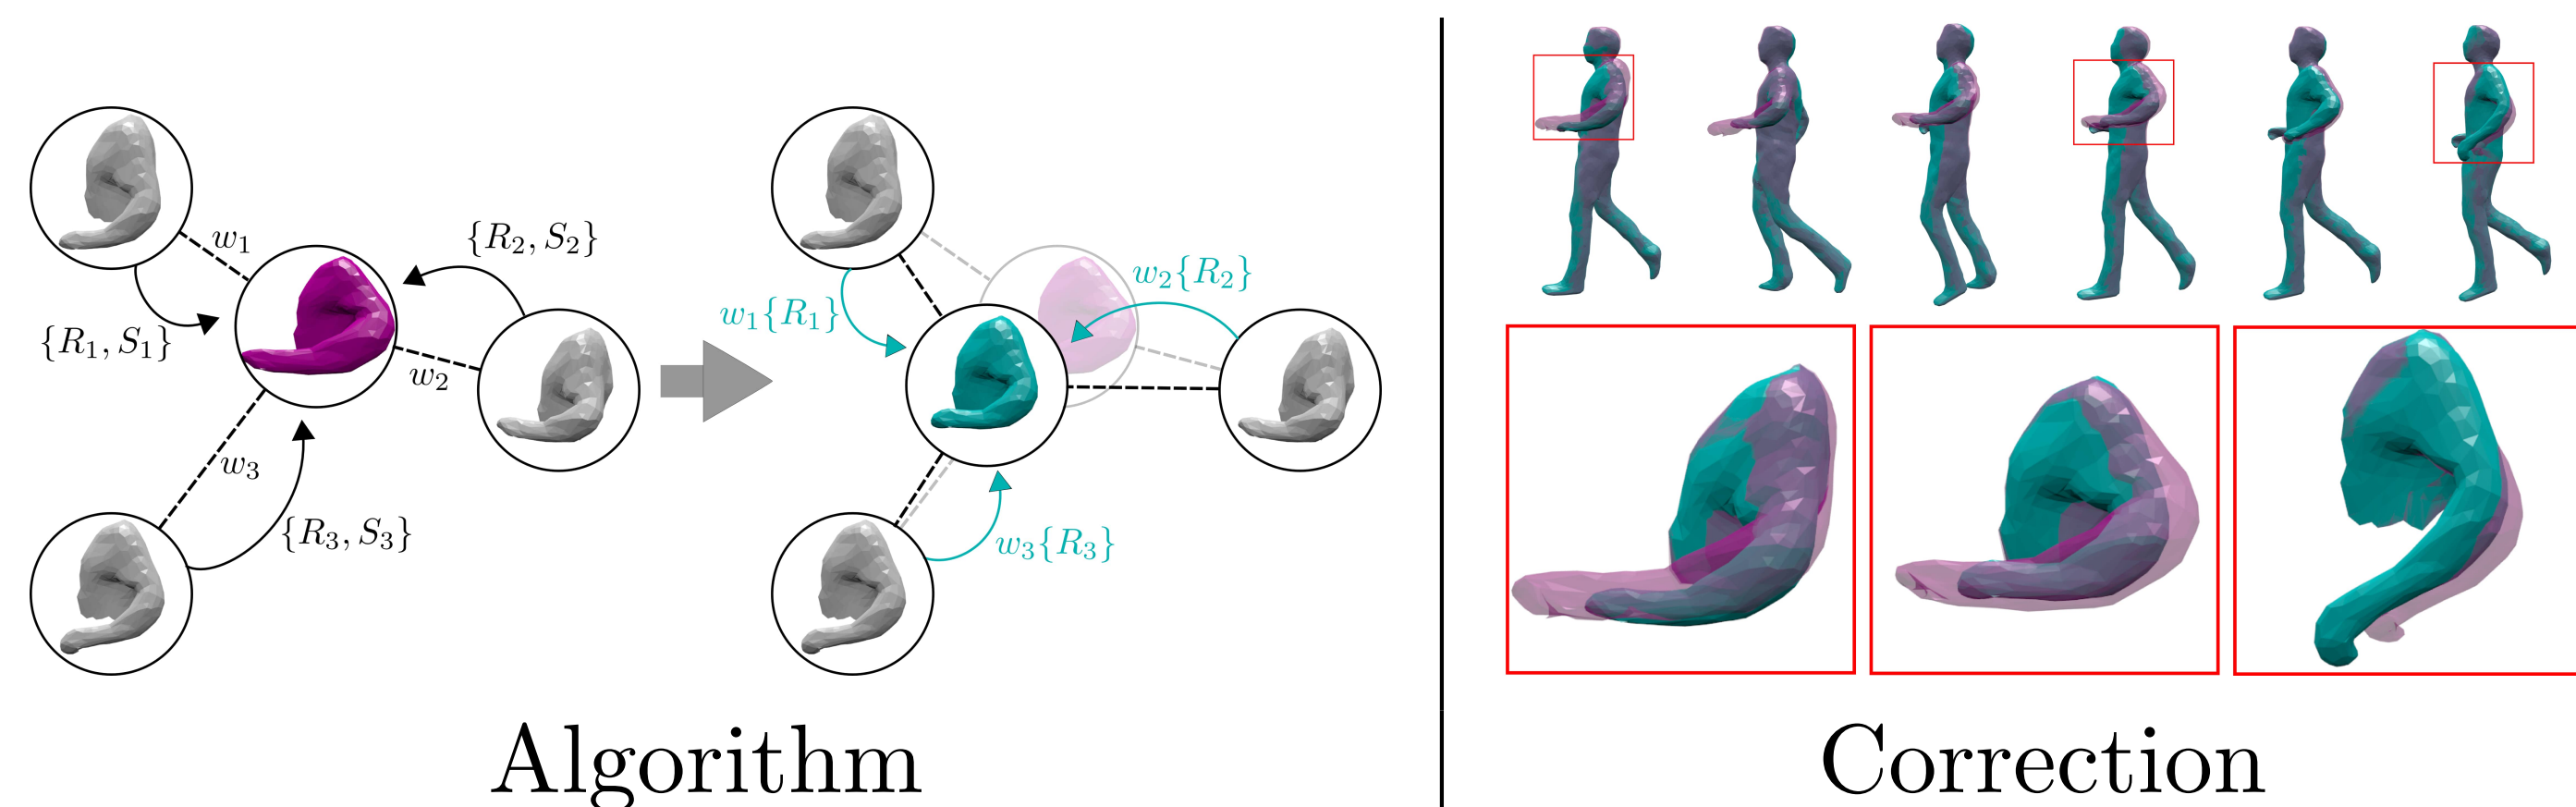 w₁
{R₂, S₂}
{R₁, S₁}
w₂
w₃
{R₃, S₃}
w₁{R₁}
w₂{R₂}
w₃{R₃}
Algorithm
Correction